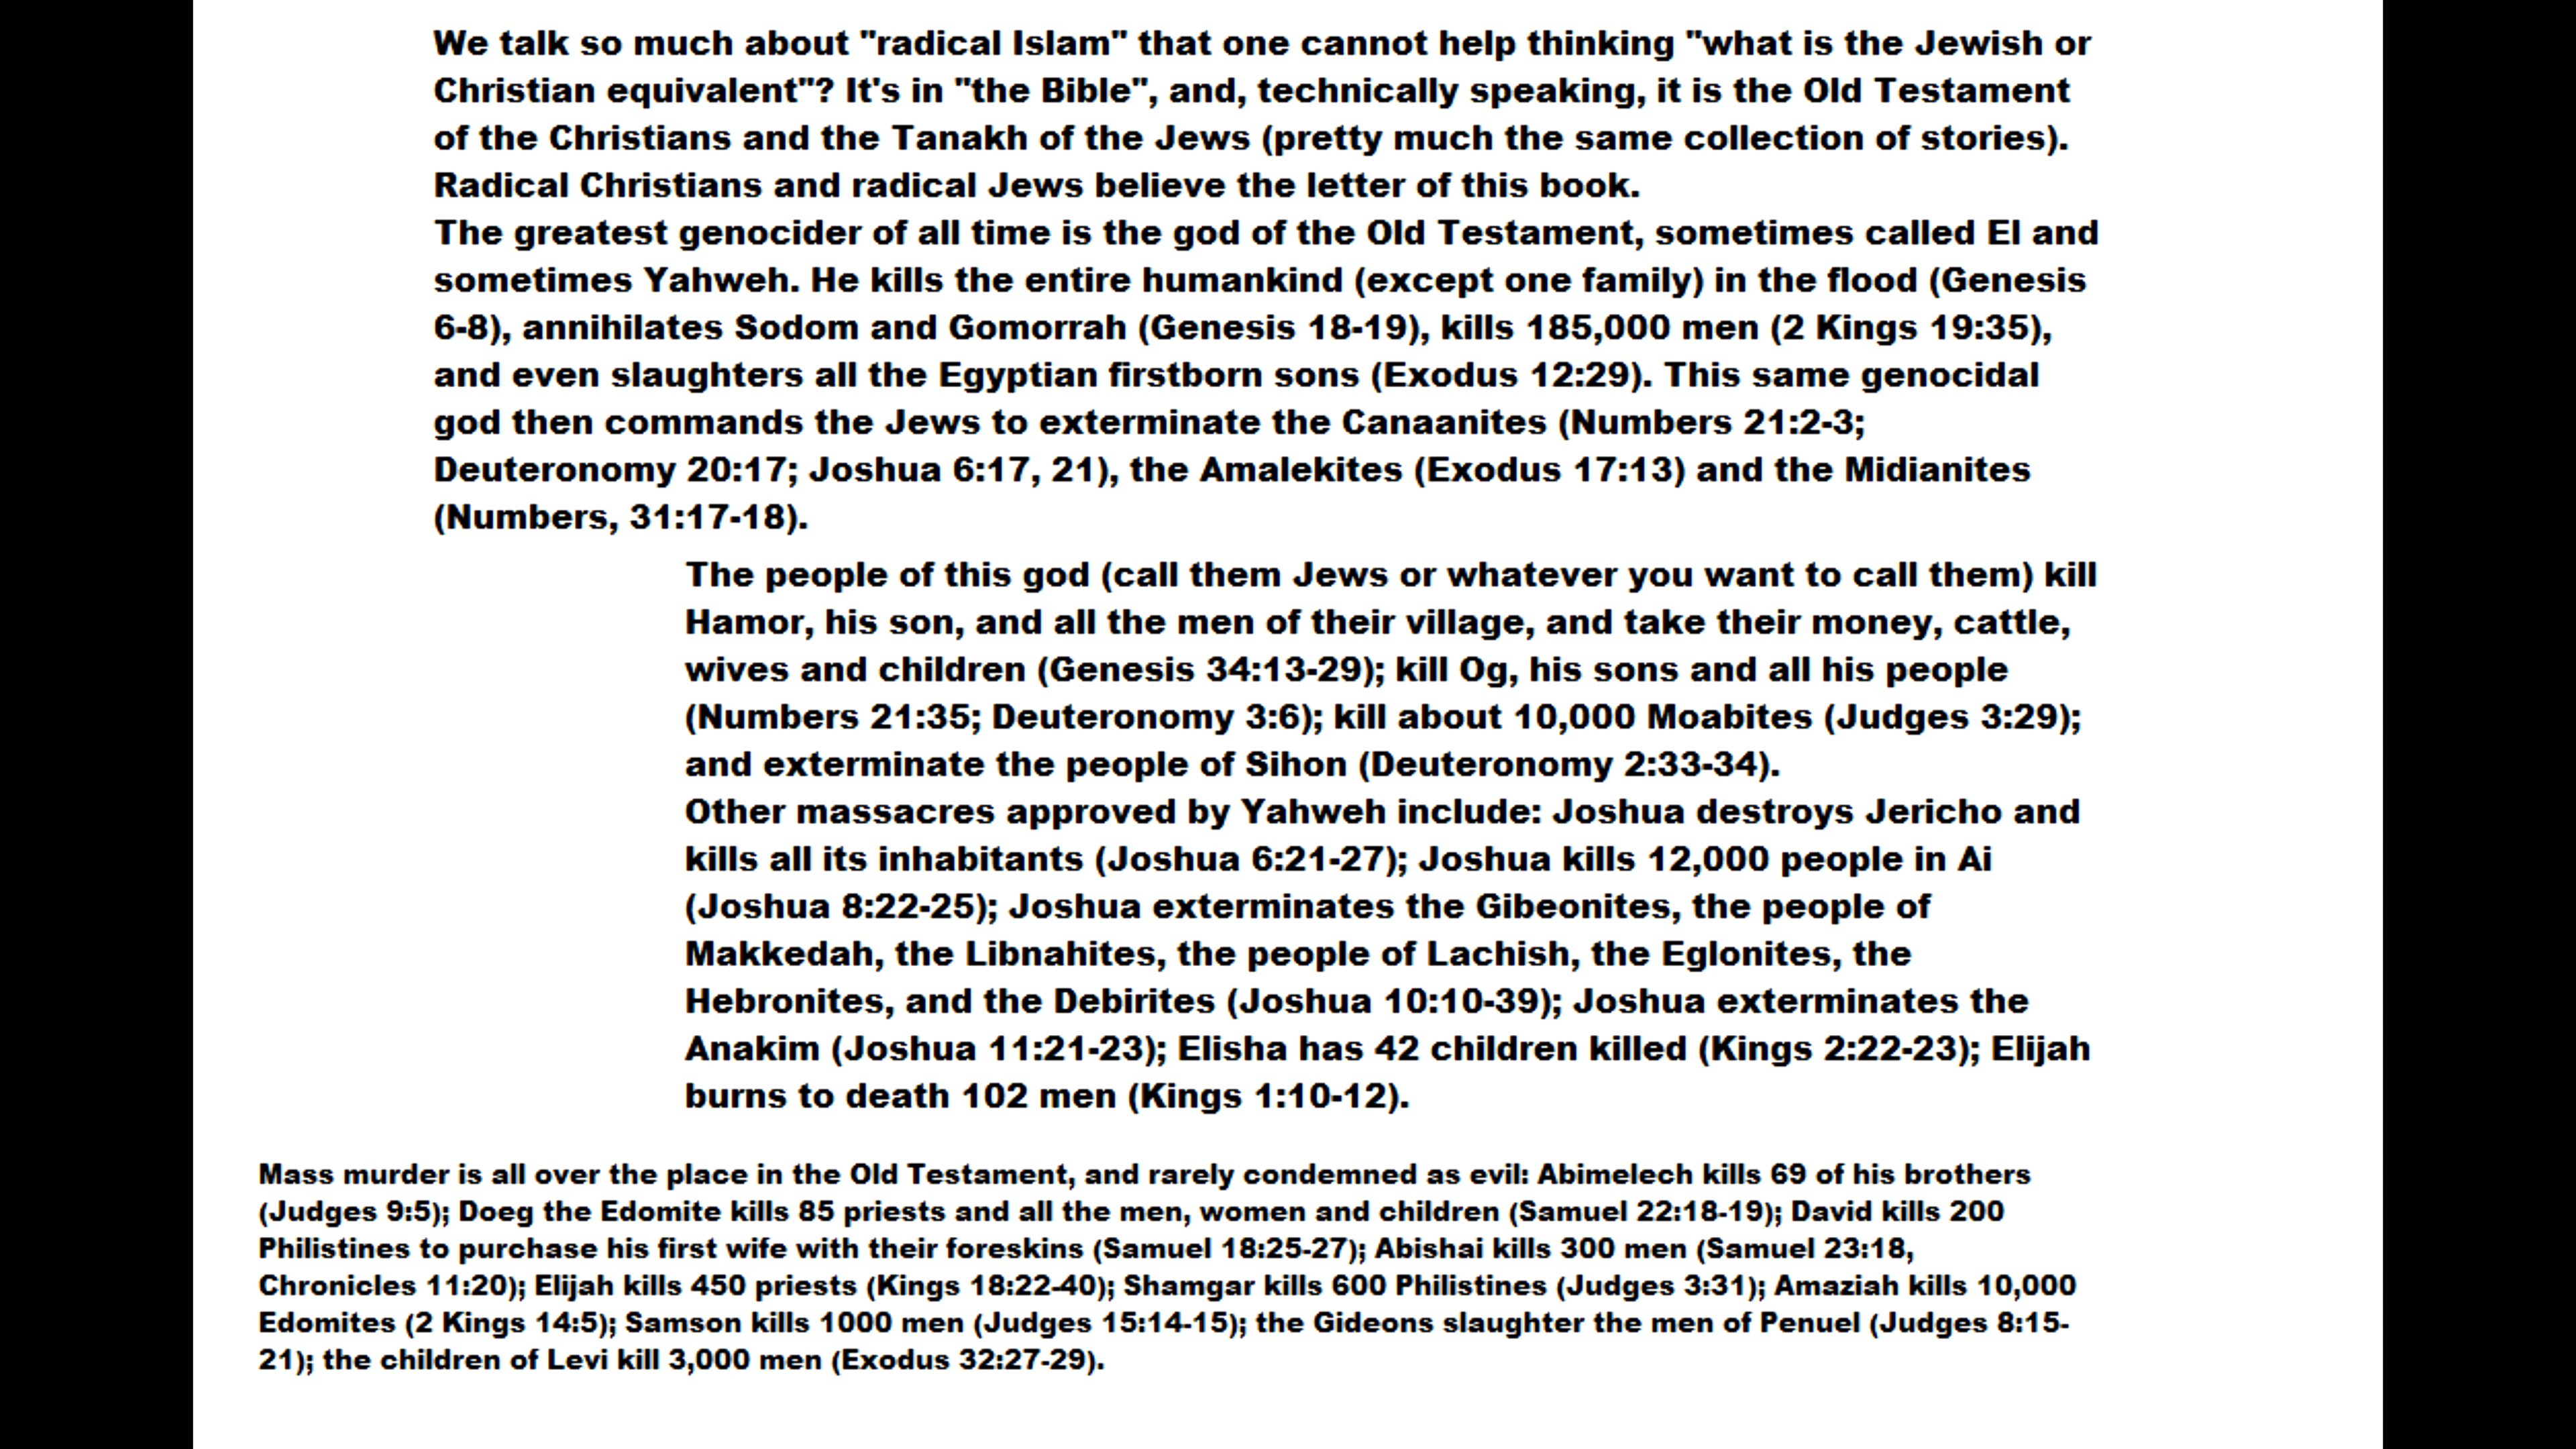 We talk so much about "radical Islam" that one cannot help thinking "what is the Jewish or
Christian equivalent"? It's in "the Bible", and, technically speaking, it is the Old Testament
of the Christians and the Tanakh of the Jews (pretty much the same collection of stories).
Radical Christians and radical Jews believe the letter of this book.
The greatest genocider of all time is the god of the Old Testament, sometimes called El and
sometimes Yahweh. He kills the entire humankind (except one family) in the flood (Genesis
6-8), annihilates Sodom and Gomorrah (Genesis 18-19), kills 185,000 men (2 Kings 19:35),
and even slaughters all the Egyptian firstborn sons (Exodus 12:29). This same genocidal
god then commands the Jews to exterminate the Canaanites (Numbers 21:2-3;
Deuteronomy 20:17; Joshua 6:17, 21), the Amalekites (Exodus 17:13) and the Midianites
(Numbers, 31:17-18).
The people of this god (call them Jews or whatever you want to call them) kill
Hamor, his son, and all the men of their village, and take their money, cattle,
wives and children (Genesis 34:13-29); kill Og, his sons and all his people
(Numbers 21:35; Deuteronomy 3:6); kill about 10,000 Moabites (Judges 3:29);
and exterminate the people of Sihon (Deuteronomy 2:33-34).
Other massacres approved by Yahweh include: Joshua destroys Jericho and
kills all its inhabitants (Joshua 6:21-27); Joshua kills 12,000 people in Ai
(Joshua 8:22-25); Joshua exterminates the Gibeonites, the people of
Makkedah, the Libnahites, the people of Lachish, the Eglonites, the
Hebronites, and the Debirites (Joshua 10:10-39); Joshua exterminates the
Anakim (Joshua 11:21-23); Elisha has 42 children killed (Kings 2:22-23); Elijah
burns to death 102 men (Kings 1:10-12).
Mass murder is all over the place in the Old Testament, and rarely condemned as evil: Abimelech kills 69 of his brothers
(Judges 9:5); Doeg the Edomite kills 85 priests and all the men, women and children (Samuel 22:18-19); David kills 200
Philistines to purchase his first wife with their foreskins (Samuel 18:25-27); Abishai kills 300 men (Samuel 23:18,
Chronicles 11:20); Elijah kills 450 priests (Kings 18:22-40); Shamgar kills 600 Philistines (Judges 3:31); Amaziah kills 10,000
Edomites (2 Kings 14:5); Samson kills 1000 men (Judges 15:14-15); the Gideons slaughter the men of Penuel (Judges 8:15-
21); the children of Levi kill 3,000 men (Exodus 32:27-29).